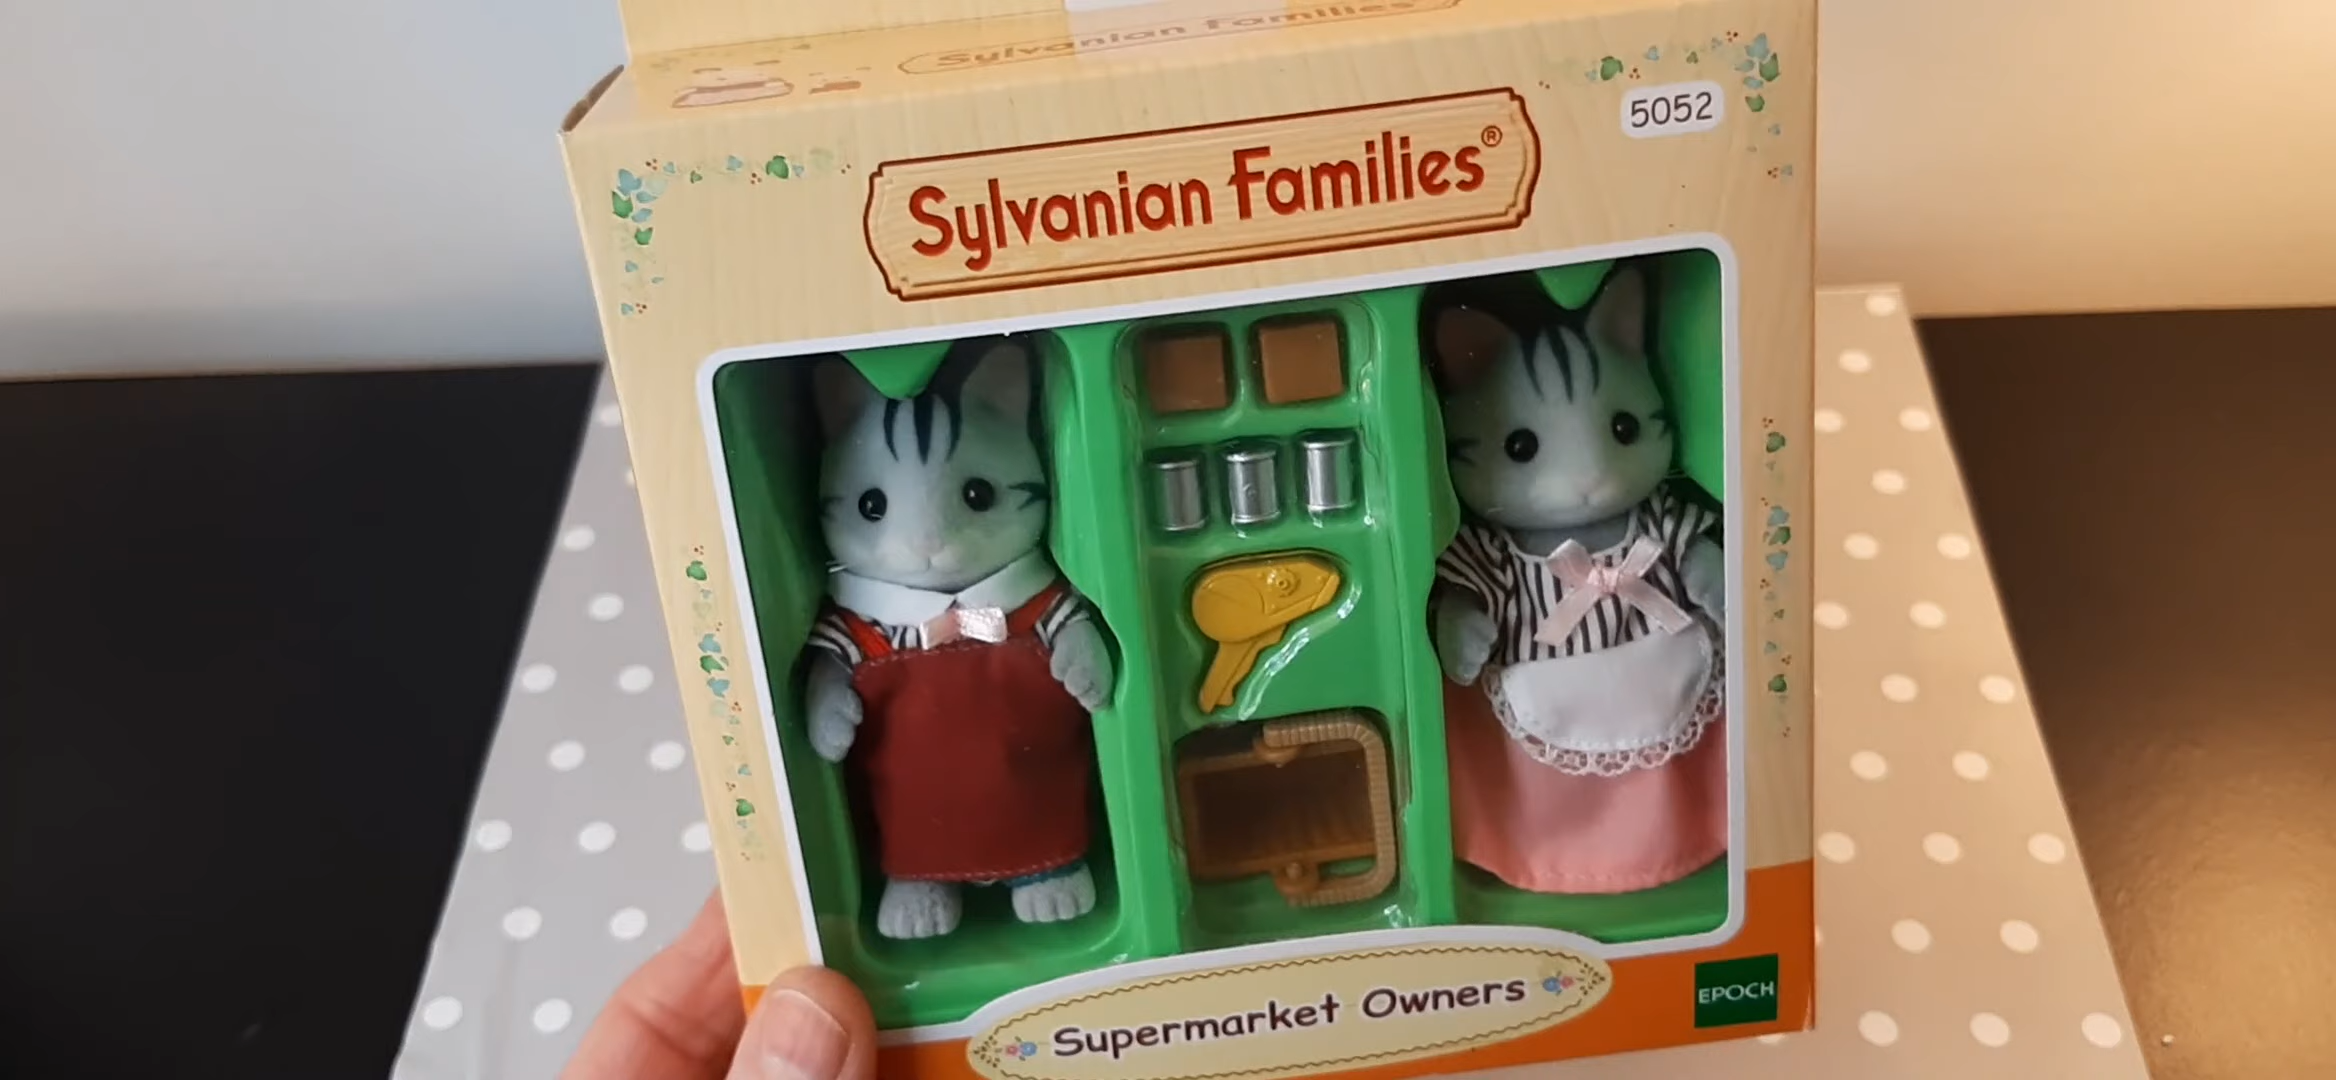 Sylvanian Families
5052
Sylvanian Families®
Supermarket Owners
EPOCH